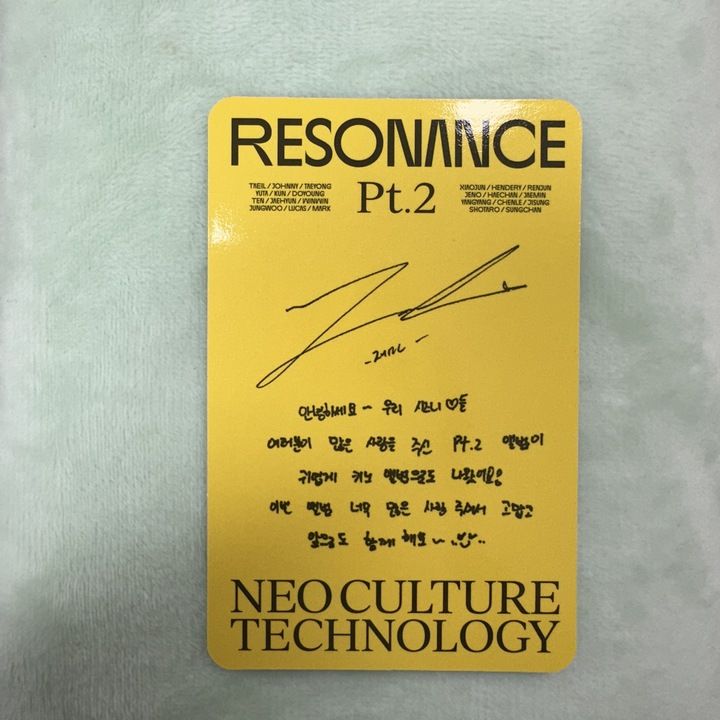 RESONANCE
Pt.2
TAEIL / JOHNNY / TAEYONG
YUTA / KUN / DOYOUNG
TEN / JAEHYUN / WINWIN
JUNGWOO / LUCAS / MARK
XIAOJUN / HENDERY / RENJUN
JENO / HAECHAN / JAEMIN
YANGYANG / CHENLE / JISUNG
SHOTARO / SUNGCHAN
안녕하세요~ 우리 시즈니♡들
여러분이 많은 사랑을 주신 Pt.2 앨범이
귀엽게 키노 앨범으로도 나왔어요
이번 앨범 너무 많은 사랑 주셔서 고맙고
앞으로도 함께 해요~
NEO CULTURE
TECHNOLOGY